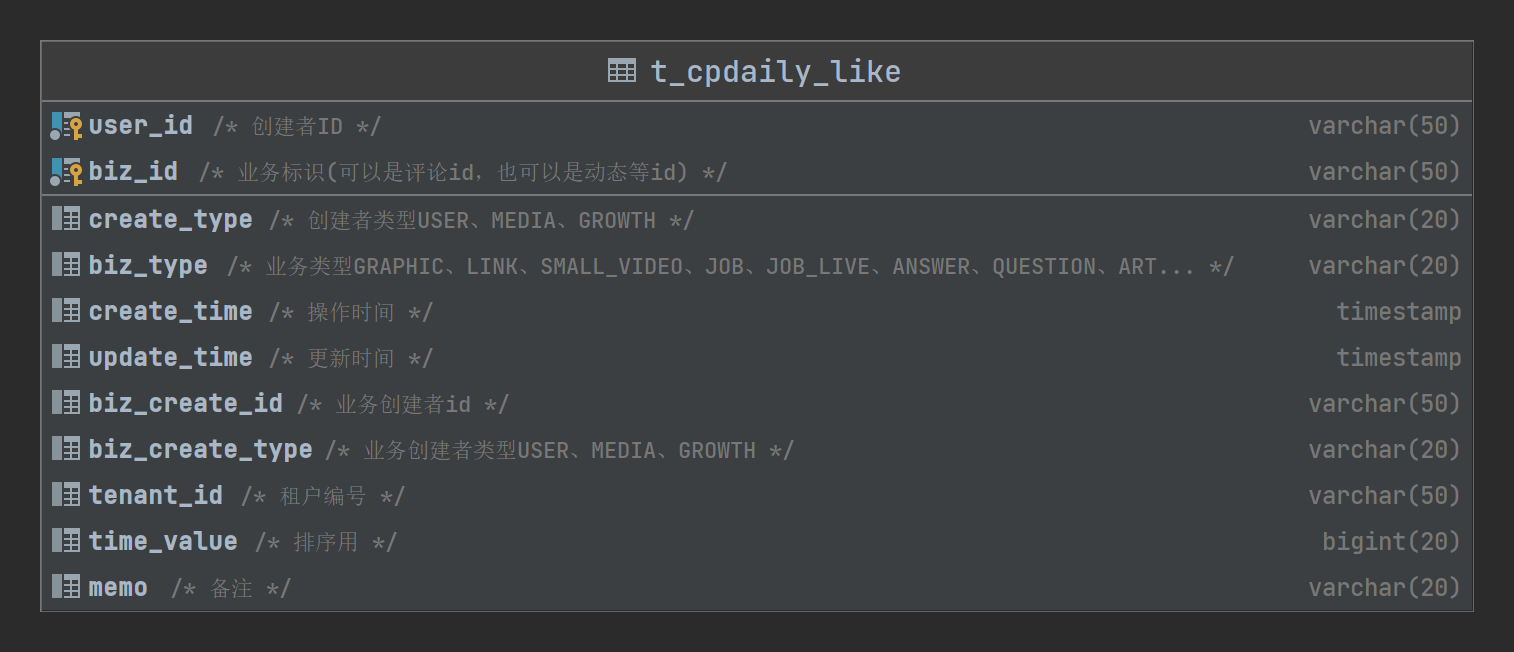 t_cpdaily_like
user_id /* 创建者ID */ varchar(50)
biz_id /* 业务标识(可以是评论id，也可以是动态等id) */ varchar(50)
create_type /* 创建者类型USER、MEDIA、GROWTH */ varchar(20)
biz_type /* 业务类型GRAPHIC、LINK、SMALL_VIDEO、JOB、JOB_LIVE、ANSWER、QUESTION、ART... */ varchar(20)
create_time /* 操作时间 */ timestamp
update_time /* 更新时间 */ timestamp
biz_create_id /* 业务创建者id */ varchar(50)
biz_create_type /* 业务创建者类型USER、MEDIA、GROWTH */ varchar(20)
tenant_id /* 租户编号 */ varchar(50)
time_value /* 排序用 */ bigint(20)
memo /* 备注 */ varchar(20)